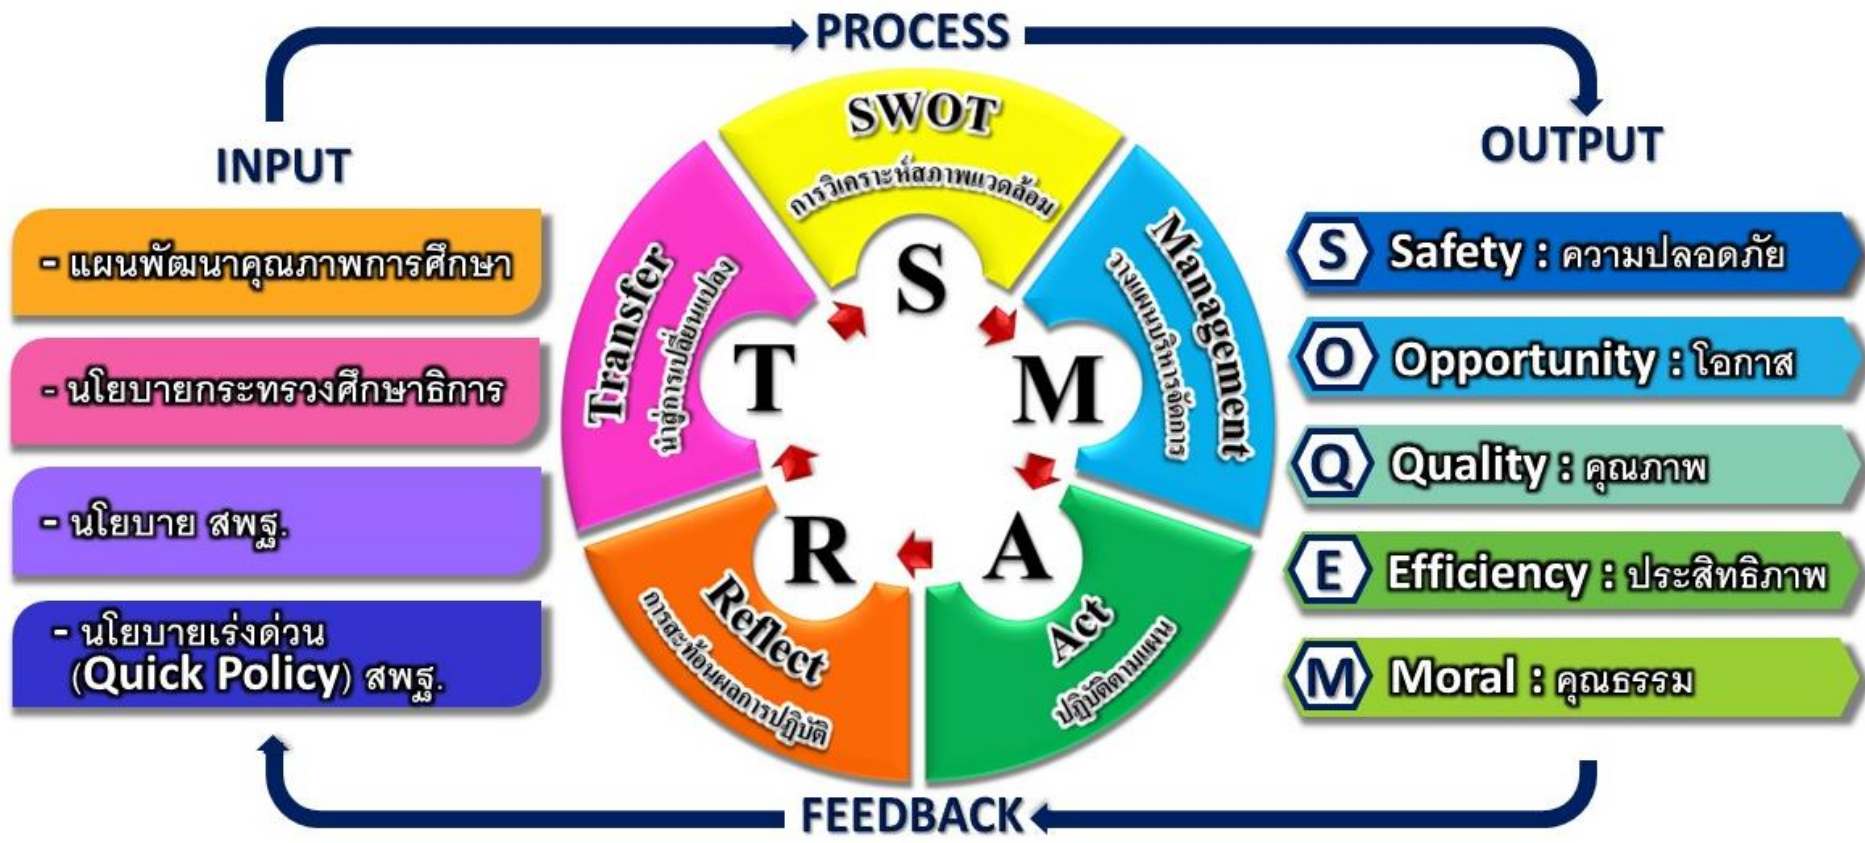 PROCESS
INPUT
- แผนพัฒนาคุณภาพการศึกษา
- นโยบายกระทรวงศึกษาธิการ
- นโยบาย สพฐ.
- นโยบายเร่งด่วน
(Quick Policy) สพฐ.
SWOT
การวิเคราะห์สภาพแวดล้อม
S
Management
วางแผนบริหารจัดการ
M
Act
ปฏิบัติตามแผน
A
Reflect
การสะท้อนผลการปฏิบัติ
R
Transfer
นำสู่การเปลี่ยนแปลง
T
OUTPUT
S Safety : ความปลอดภัย
O Opportunity : โอกาส
Q Quality : คุณภาพ
E Efficiency : ประสิทธิภาพ
M Moral : คุณธรรม
FEEDBACK